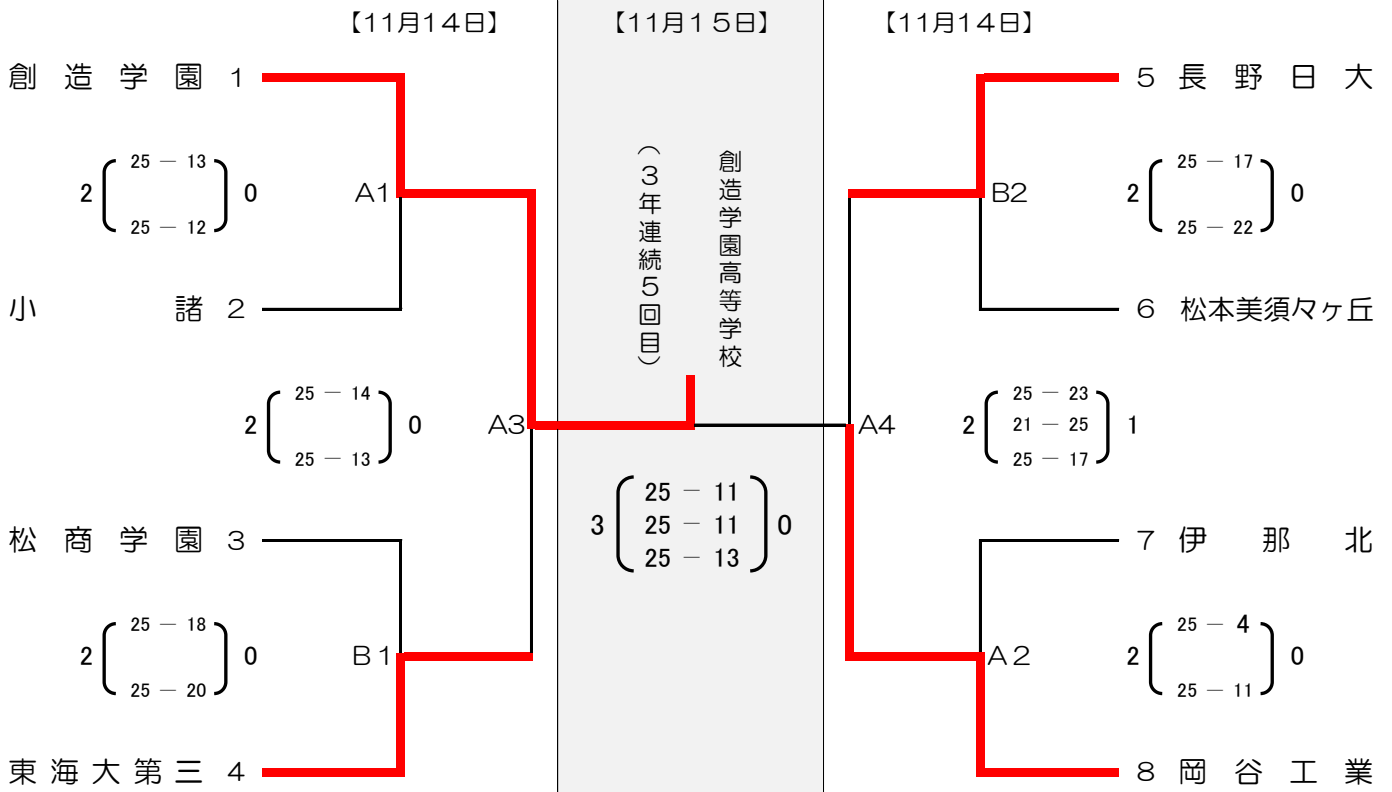 【11月14日】 【11月15日】 【11月14日】
創造学園 1
5 長野日大
25 － 13
2 0
25 － 12
A1
25 － 17
2 0
25 － 22
B2
創造学園高等学校
（3年連続5回目）
小諸 2
6 松本美須々ヶ丘
25 － 14
2 0
25 － 13
A3
25 － 23
2 21 － 25 1
25 － 17
A4
25 － 11
3 25 － 11 0
25 － 13
松商学園 3
7 伊那北
25 － 18
2 0
25 － 20
B1
25 － 4
2 0
25 － 11
A2
東海大第三 4
8 岡谷工業